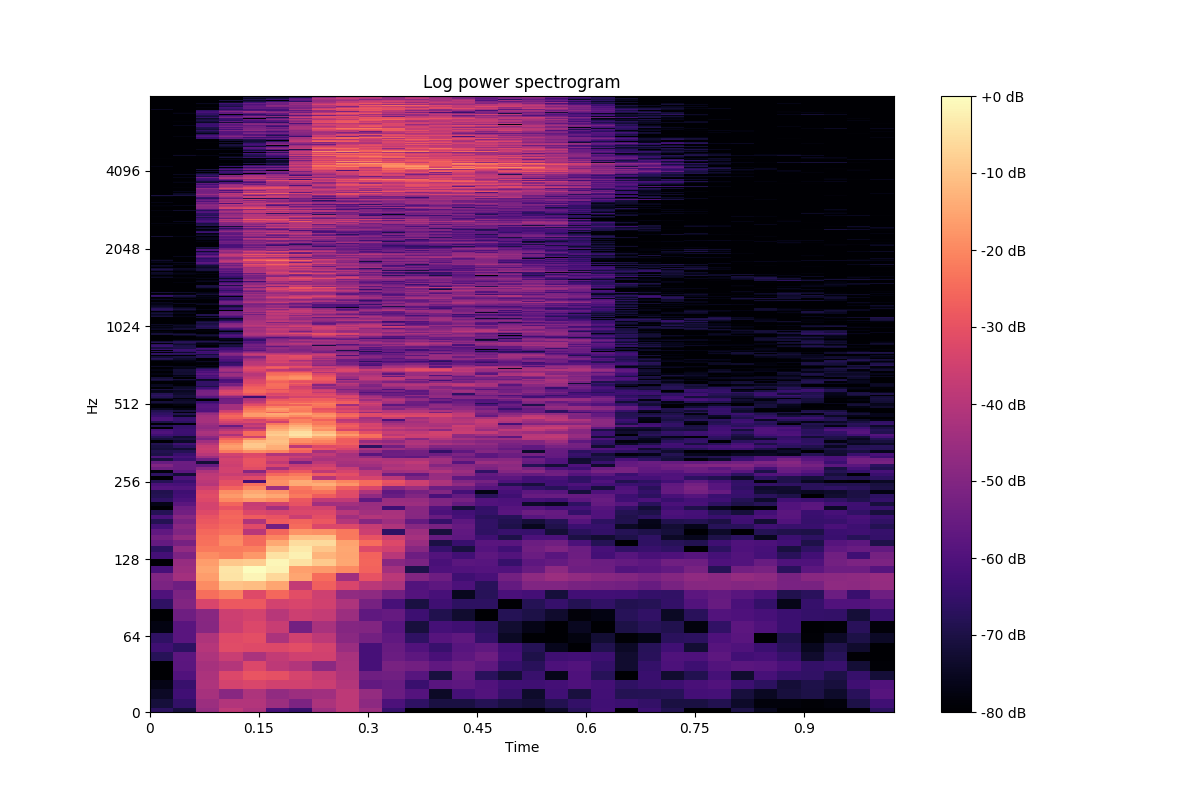 Log power spectrogram
Hz
4096
2048
1024
512
256
128
64
0
0 0.15 0.3 0.45 0.6 0.75 0.9
Time
+0 dB
-10 dB
-20 dB
-30 dB
-40 dB
-50 dB
-60 dB
-70 dB
-80 dB